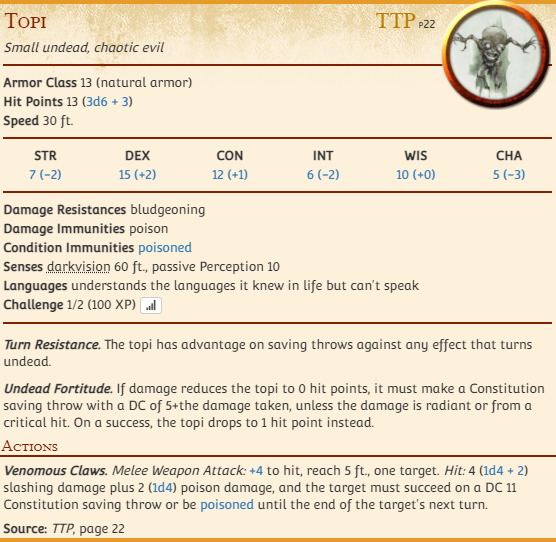 Topi TTP p22
Small undead, chaotic evil
Armor Class 13 (natural armor)
Hit Points 13 (3d6 + 3)
Speed 30 ft.
STR DEX CON INT WIS CHA
7 (−2) 15 (+2) 12 (+1) 6 (−2) 10 (+0) 5 (−3)
Damage Resistances bludgeoning
Damage Immunities poison
Condition Immunities poisoned
Senses darkvision 60 ft., passive Perception 10
Languages understands the languages it knew in life but can't speak
Challenge 1/2 (100 XP)
Turn Resistance. The topi has advantage on saving throws against any effect that turns
undead.
Undead Fortitude. If damage reduces the topi to 0 hit points, it must make a Constitution
saving throw with a DC of 5+the damage taken, unless the damage is radiant or from a
critical hit. On a success, the topi drops to 1 hit point instead.
Actions
Venomous Claws. Melee Weapon Attack: +4 to hit, reach 5 ft., one target. Hit: 4 (1d4 + 2)
slashing damage plus 2 (1d4) poison damage, and the target must succeed on a DC 11
Constitution saving throw or be poisoned until the end of the target's next turn.
Source: TTP, page 22